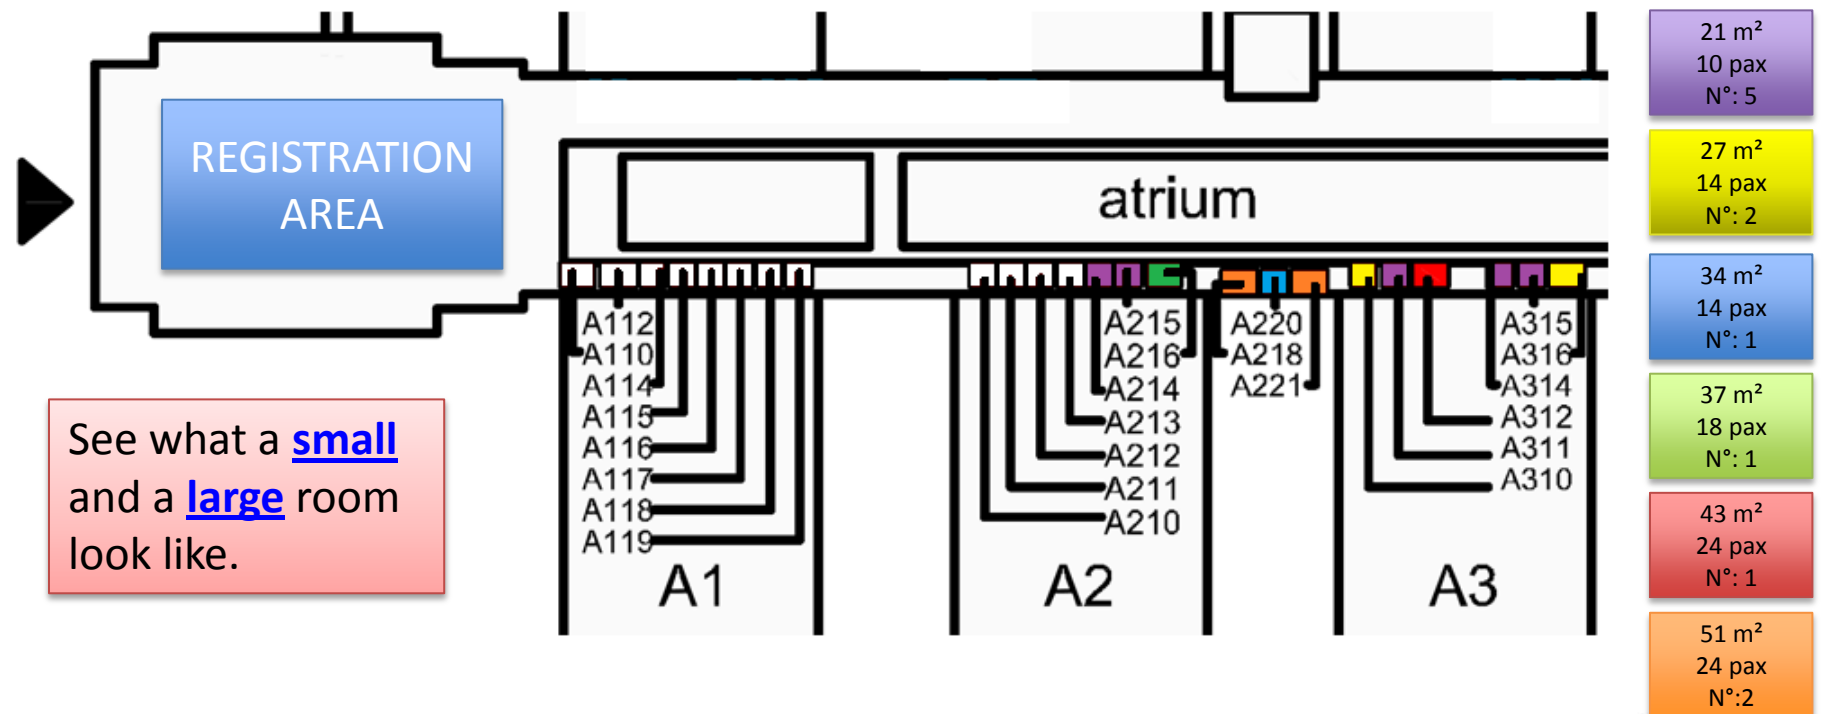 REGISTRATION
AREA
atrium
A112
A110
A114
A115
A116
A117
A118
A119
A1
A215
A216
A214
A213
A212
A211
A210
A2
A220
A218
A221
A315
A316
A314
A312
A311
A310
A3
See what a small
and a large room
look like.
21 m²
10 pax
N°: 5
27 m²
14 pax
N°: 2
34 m²
14 pax
N°: 1
37 m²
18 pax
N°: 1
43 m²
24 pax
N°: 1
51 m²
24 pax
N°:2